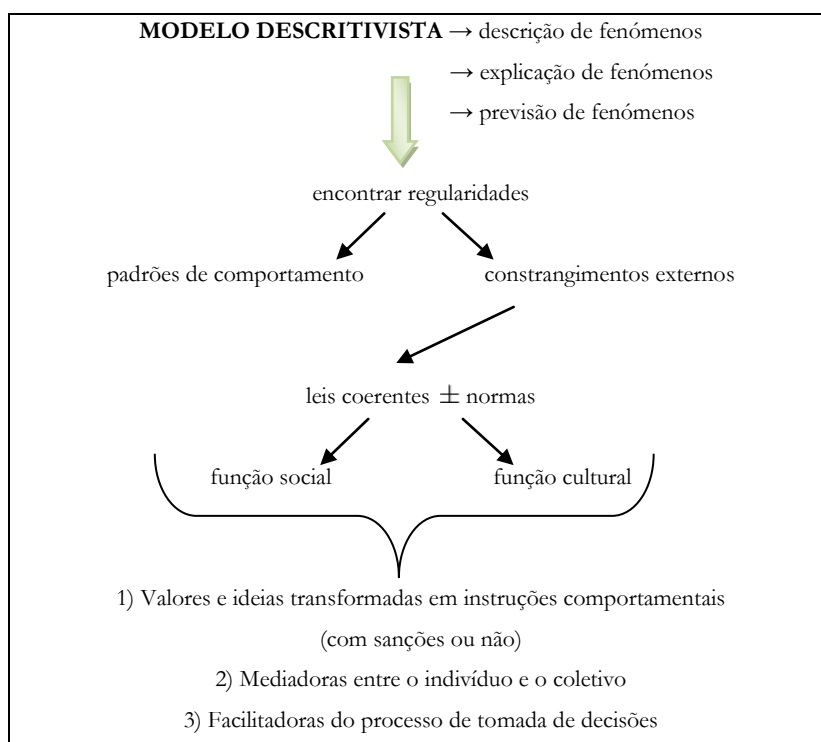 MODELO DESCRITIVISTA → descrição de fenómenos
→ explicação de fenómenos
→ previsão de fenómenos
encontrar regularidades
padrões de comportamento constrangimentos externos
leis coerentes ± normas
função social função cultural
1) Valores e ideias transformadas em instruções comportamentais
(com sanções ou não)
2) Mediadoras entre o indivíduo e o coletivo
3) Facilitadoras do processo de tomada de decisões